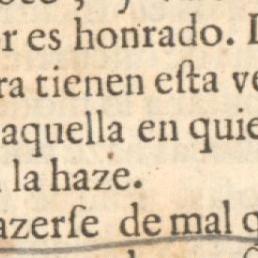 r es honrado.
ra tienen eſta ve
aquella en quie
la haze.
azerſe de mal q